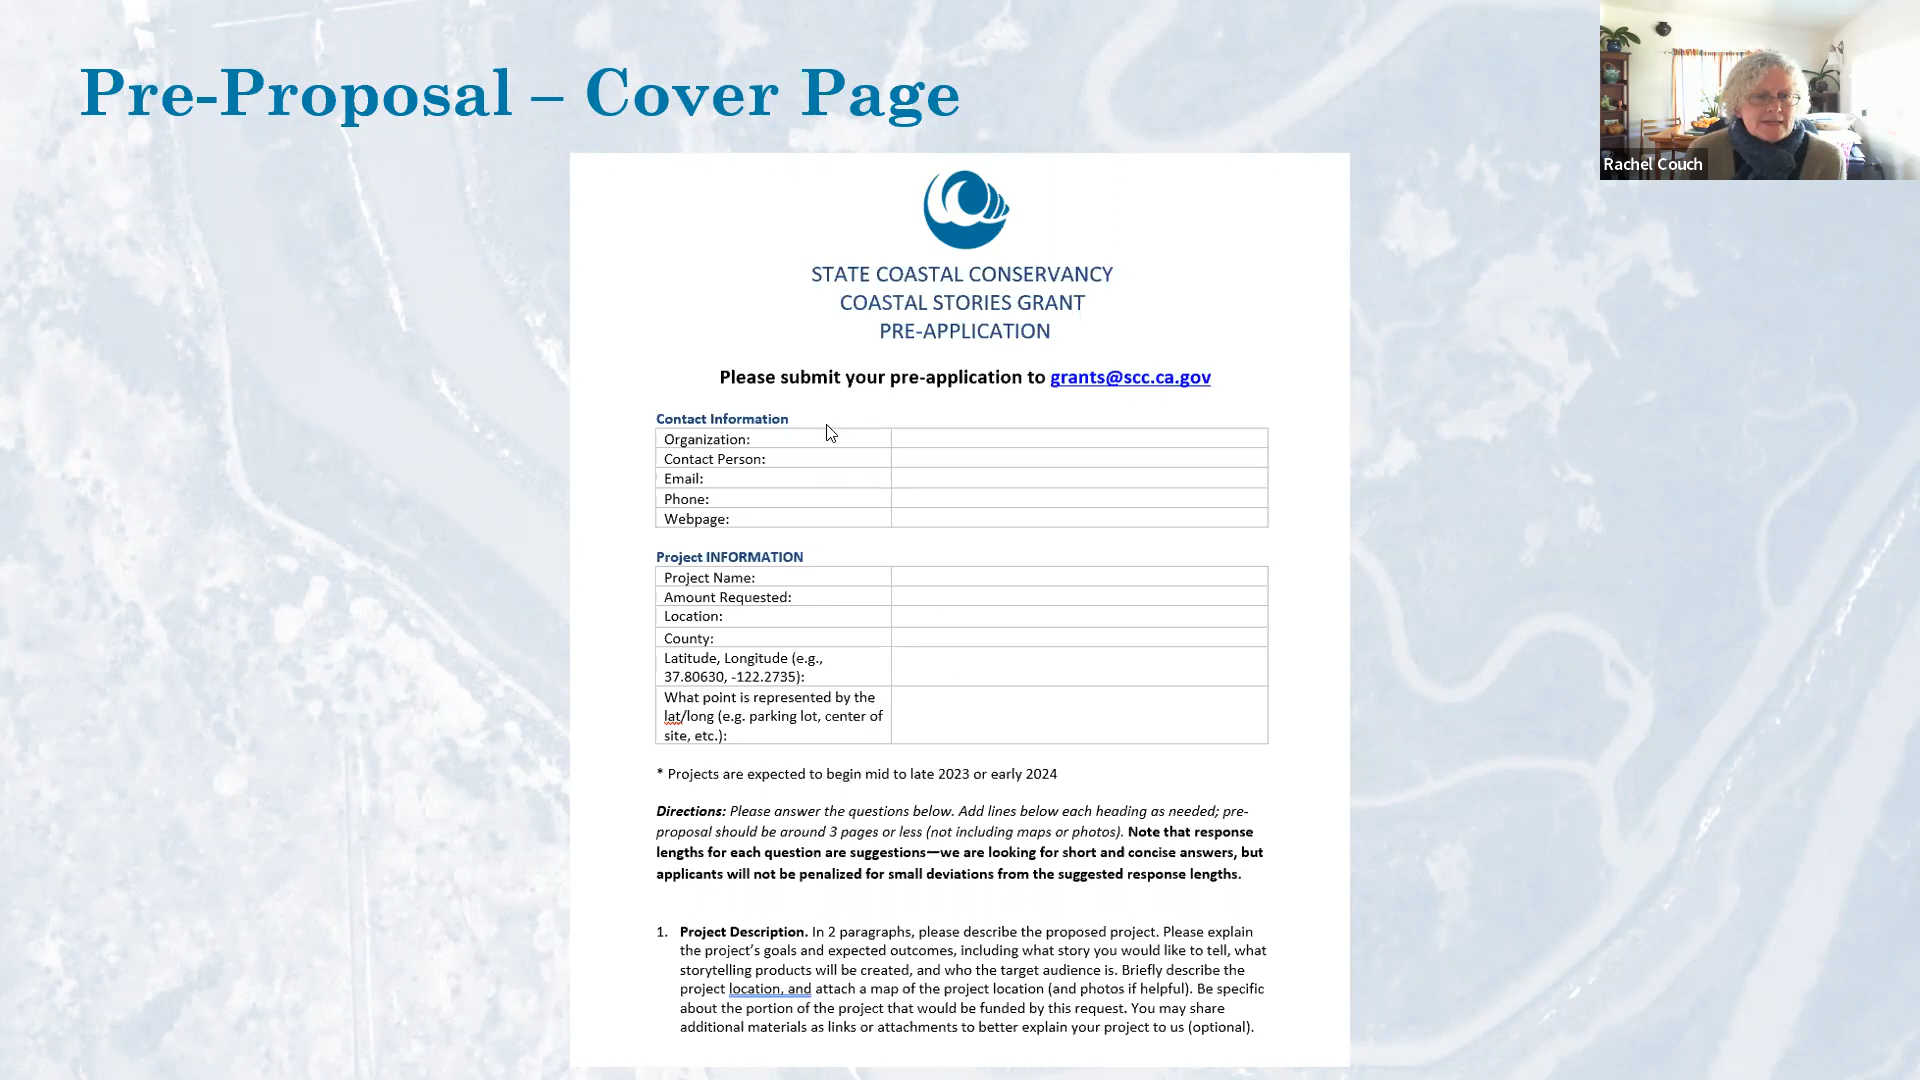 Pre-Proposal – Cover Page
Rachel Couch
STATE COASTAL CONSERVANCY
COASTAL STORIES GRANT
PRE-APPLICATION
Please submit your pre-application to grants@scc.ca.gov
Contact Information
Organization:
Contact Person:
Email:
Phone:
Webpage:
Project INFORMATION
Project Name:
Amount Requested:
Location:
County:
Latitude, Longitude (e.g.,
37.80630, -122.2735):
What point is represented by the
lat/long (e.g. parking lot, center of
site, etc.):
* Projects are expected to begin mid to late 2023 or early 2024
Directions: Please answer the questions below. Add lines below each heading as needed; pre-
proposal should be around 3 pages or less (not including maps or photos). Note that response
lengths for each question are suggestions—we are looking for short and concise answers, but
applicants will not be penalized for small deviations from the suggested response lengths.
1. Project Description. In 2 paragraphs, please describe the proposed project. Please explain
the project's goals and expected outcomes, including what story you would like to tell, what
storytelling products will be created, and who the target audience is. Briefly describe the
project location, and attach a map of the project location (and photos if helpful). Be specific
about the portion of the project that would be funded by this request. You may share
additional materials as links or attachments to better explain your project to us (optional).